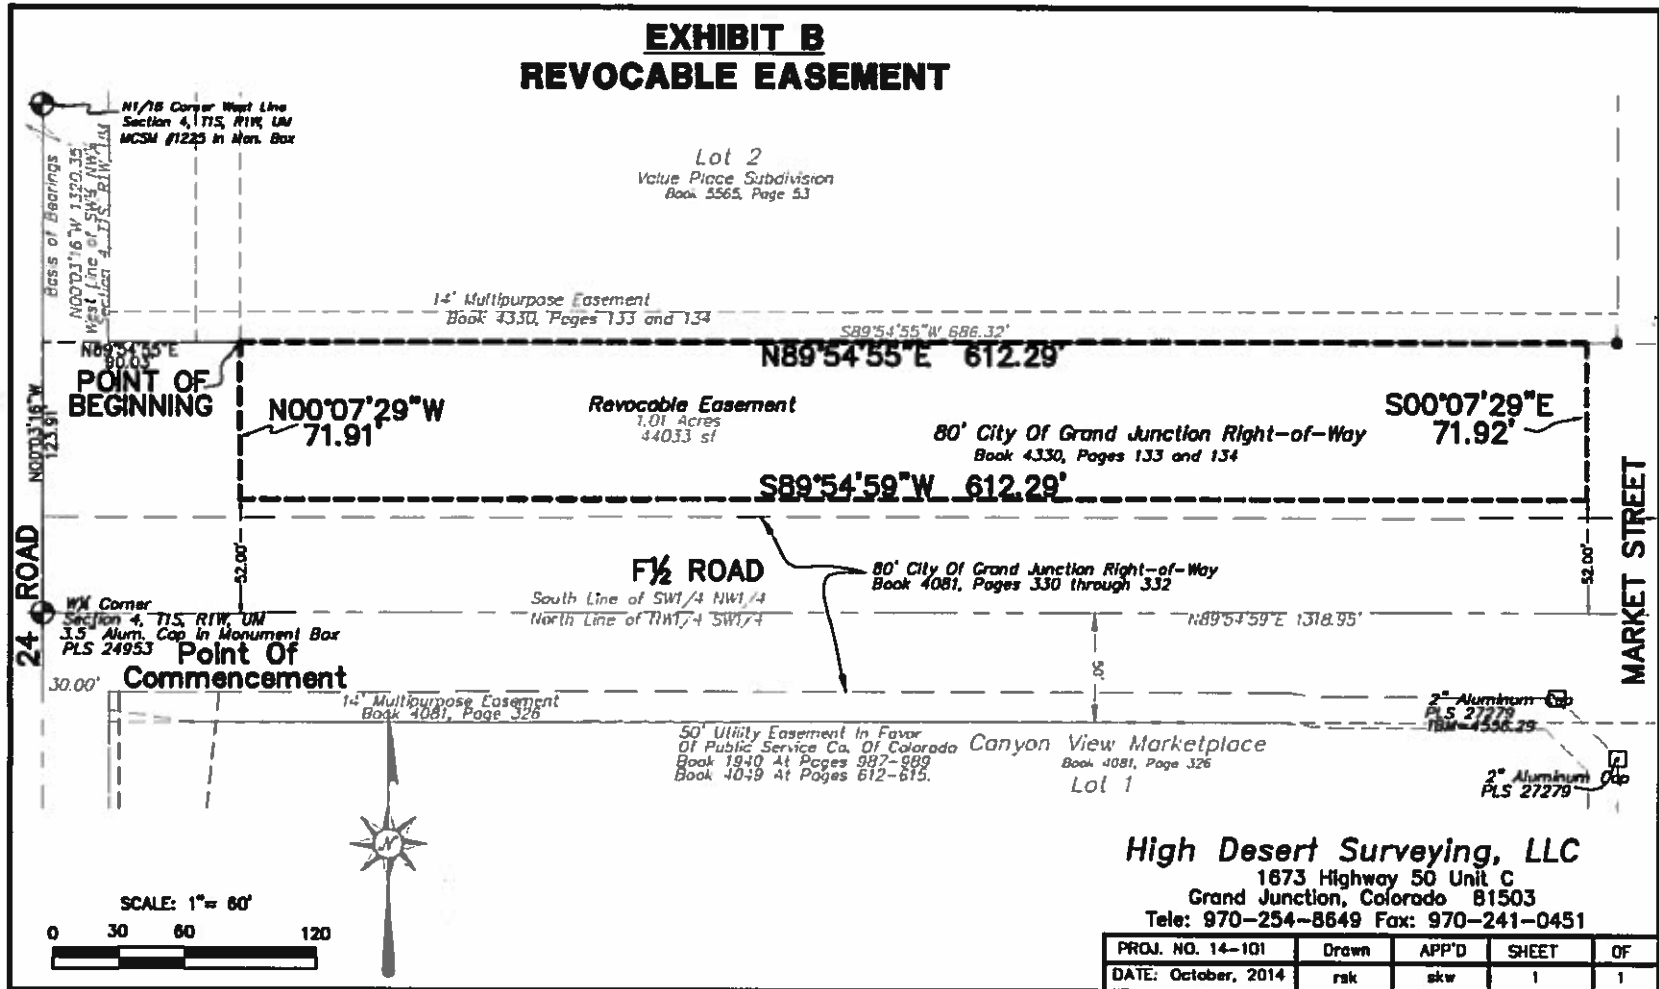 EXHIBIT B
REVOCABLE EASEMENT
N1/16 Corner West Line
Section 4, T1S, R1W, UM
MCSM #1225 in Mon. Box
Basis of Bearings
N00°03'16"W 1320.35'
West Line of SW¼ NW¼
Section 4, T1S, R1W, UM
Lot 2
Value Place Subdivision
Book 5565, Page 53
14' Multipurpose Easement
Book 4330, Pages 133 and 134
S89°54'55"W 686.32'
N89°54'55"E 612.29'
N89°54'55"E
80.03'
POINT OF
BEGINNING
N00°03'16"W
123.91'
N00°07'29"W
71.91'
Revocable Easement
1.01 Acres
44033 sf
80' City Of Grand Junction Right-of-Way
Book 4330, Pages 133 and 134
S00°07'29"E
71.92'
S89°54'59"W 612.29'
24 ROAD
MARKET STREET
52.00'
52.00'
F½ ROAD
80' City Of Grand Junction Right-of-Way
Book 4081, Pages 330 through 332
South Line of SW1/4 NW1/4
North Line of NW1/4 SW1/4
N89°54'59"E 1318.95'
W¼ Corner
Section 4, T1S, R1W, UM
3.5 Alum. Cap in Monument Box
PLS 24953
Point Of
Commencement
30.00'
50'
14' Multipurpose Easement
Book 4081, Page 326
50' Utility Easement In Favor
Of Public Service Co. Of Colorado
Book 1940 At Pages 987-989
Book 4049 At Pages 612-615.
Canyon View Marketplace
Book 4081, Page 326
Lot 1
2" Aluminum Cap
PLS 27279
TBM=4556.29
2" Aluminum Cap
PLS 27279
N
SCALE: 1"= 60'
0 30 60 120
High Desert Surveying, LLC
1673 Highway 50 Unit C
Grand Junction, Colorado 81503
Tele: 970-254-8649 Fax: 970-241-0451
PROJ. NO. 14-101 Drawn APP'D SHEET OF
DATE: October, 2014 rsk skw 1 1